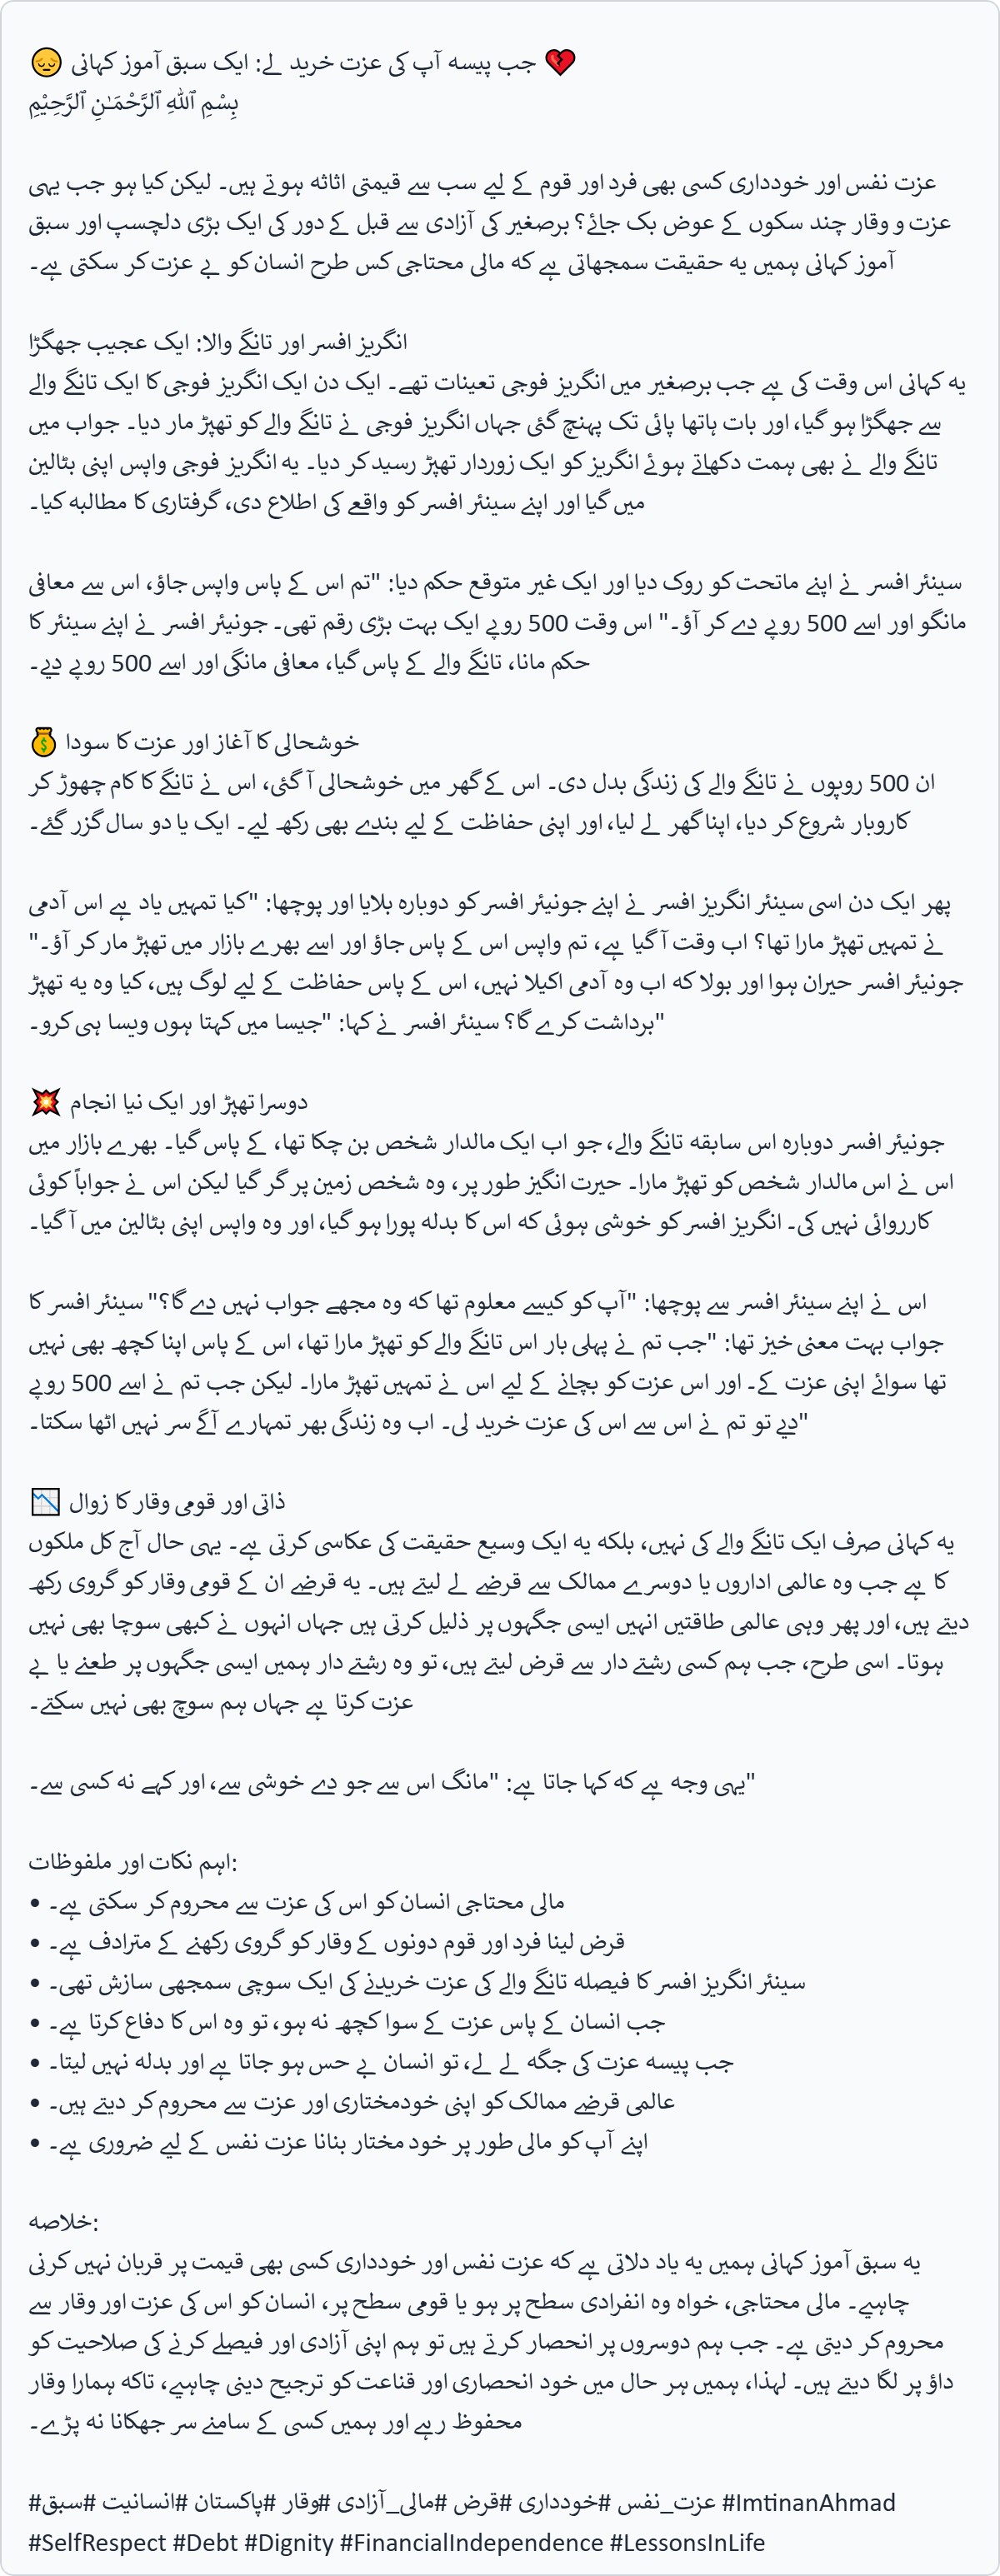 😔 جب پیسہ آپ کی عزت خرید لے: ایک سبق آموز کہانی 💔
بِسْمِ ٱللهِ ٱلرَّحْمَـٰنِ ٱلرَّحِيْمِ
عزت نفس اور خودداری کسی بھی فرد اور قوم کے لیے سب سے قیمتی اثاثہ ہوتے ہیں۔ لیکن کیا ہو جب یہی
عزت و وقار چند سکوں کے عوض بک جائے؟ برصغیر کی آزادی سے قبل کے دور کی ایک بڑی دلچسپ اور سبق
آموز کہانی ہمیں یہ حقیقت سمجھاتی ہے کہ مالی محتاجی کس طرح انسان کو بے عزت کر سکتی ہے۔
انگریز افسر اور تانگے والا: ایک عجیب جھگڑا
یہ کہانی اس وقت کی ہے جب برصغیر میں انگریز فوجی تعینات تھے۔ ایک دن ایک انگریز فوجی کا ایک تانگے والے
سے جھگڑا ہو گیا، اور بات ہاتھا پائی تک پہنچ گئی جہاں انگریز فوجی نے تانگے والے کو تھپڑ مار دیا۔ جواب میں
تانگے والے نے بھی ہمت دکھاتے ہوئے انگریز کو ایک زوردار تھپڑ رسید کر دیا۔ یہ انگریز فوجی واپس اپنی بٹالین
میں گیا اور اپنے سینئر افسر کو واقعے کی اطلاع دی، گرفتاری کا مطالبہ کیا۔
سینئر افسر نے اپنے ماتحت کو روک دیا اور ایک غیر متوقع حکم دیا: "تم اس کے پاس واپس جاؤ، اس سے معافی
مانگو اور اسے 500 روپے دے کر آؤ۔" اس وقت 500 روپے ایک بہت بڑی رقم تھی۔ جونیئر افسر نے اپنے سینئر کا
حکم مانا، تانگے والے کے پاس گیا، معافی مانگی اور اسے 500 روپے دیے۔
💰 خوشحالی کا آغاز اور عزت کا سودا
ان 500 روپوں نے تانگے والے کی زندگی بدل دی۔ اس کے گھر میں خوشحالی آ گئی، اس نے تانگے کا کام چھوڑ کر
کاروبار شروع کر دیا، اپنا گھر لے لیا، اور اپنی حفاظت کے لیے بندے بھی رکھ لیے۔ ایک یا دو سال گزر گئے۔
پھر ایک دن اسی سینئر انگریز افسر نے اپنے جونیئر افسر کو دوبارہ بلایا اور پوچھا: "کیا تمہیں یاد ہے اس آدمی
نے تمہیں تھپڑ مارا تھا؟ اب وقت آ گیا ہے، تم واپس اس کے پاس جاؤ اور اسے بھرے بازار میں تھپڑ مار کر آؤ۔"
جونیئر افسر حیران ہوا اور بولا کہ اب وہ آدمی اکیلا نہیں، اس کے پاس حفاظت کے لیے لوگ ہیں، کیا وہ یہ تھپڑ
برداشت کرے گا؟ سینئر افسر نے کہا: "جیسا میں کہتا ہوں ویسا ہی کرو۔"
💥 دوسرا تھپڑ اور ایک نیا انجام
جونیئر افسر دوبارہ اس سابقہ تانگے والے، جو اب ایک مالدار شخص بن چکا تھا، کے پاس گیا۔ بھرے بازار میں
اس نے اس مالدار شخص کو تھپڑ مارا۔ حیرت انگیز طور پر، وہ شخص زمین پر گر گیا لیکن اس نے جواباً کوئی
کارروائی نہیں کی۔ انگریز افسر کو خوشی ہوئی کہ اس کا بدلہ پورا ہو گیا، اور وہ واپس اپنی بٹالین میں آ گیا۔
اس نے اپنے سینئر افسر سے پوچھا: "آپ کو کیسے معلوم تھا کہ وہ مجھے جواب نہیں دے گا؟" سینئر افسر کا
جواب بہت معنی خیز تھا: "جب تم نے پہلی بار اس تانگے والے کو تھپڑ مارا تھا، اس کے پاس اپنا کچھ بھی نہیں
تھا سوائے اپنی عزت کے۔ اور اس عزت کو بچانے کے لیے اس نے تمہیں تھپڑ مارا۔ لیکن جب تم نے اسے 500 روپے
دیے تو تم نے اس سے اس کی عزت خرید لی۔ اب وہ زندگی بھر تمہارے آگے سر نہیں اٹھا سکتا۔"
📉 ذاتی اور قومی وقار کا زوال
یہ کہانی صرف ایک تانگے والے کی نہیں، بلکہ یہ ایک وسیع حقیقت کی عکاسی کرتی ہے۔ یہی حال آج کل ملکوں
کا ہے جب وہ عالمی اداروں یا دوسرے ممالک سے قرضے لے لیتے ہیں۔ یہ قرضے ان کے قومی وقار کو گروی رکھ
دیتے ہیں، اور پھر وہی عالمی طاقتیں انہیں ایسی جگہوں پر ذلیل کرتی ہیں جہاں انہوں نے کبھی سوچا بھی نہیں
ہوتا۔ اسی طرح، جب ہم کسی رشتے دار سے قرض لیتے ہیں، تو وہ رشتے دار ہمیں ایسی جگہوں پر طعنے یا بے
عزت کرتا ہے جہاں ہم سوچ بھی نہیں سکتے۔
یہی وجہ ہے کہ کہا جاتا ہے: "مانگ اس سے جو دے خوشی سے، اور کہے نہ کسی سے۔"
اہم نکات اور ملفوظات:
• مالی محتاجی انسان کو اس کی عزت سے محروم کر سکتی ہے۔
• قرض لینا فرد اور قوم دونوں کے وقار کو گروی رکھنے کے مترادف ہے۔
• سینئر انگریز افسر کا فیصلہ تانگے والے کی عزت خریدنے کی ایک سوچی سمجھی سازش تھی۔
• جب انسان کے پاس عزت کے سوا کچھ نہ ہو، تو وہ اس کا دفاع کرتا ہے۔
• جب پیسہ عزت کی جگہ لے لے، تو انسان بے حس ہو جاتا ہے اور بدلہ نہیں لیتا۔
• عالمی قرضے ممالک کو اپنی خودمختاری اور عزت سے محروم کر دیتے ہیں۔
• اپنے آپ کو مالی طور پر خود مختار بنانا عزت نفس کے لیے ضروری ہے۔
خلاصہ:
یہ سبق آموز کہانی ہمیں یہ یاد دلاتی ہے کہ عزت نفس اور خودداری کسی بھی قیمت پر قربان نہیں کرنی
چاہیے۔ مالی محتاجی، خواہ وہ انفرادی سطح پر ہو یا قومی سطح پر، انسان کو اس کی عزت اور وقار سے
محروم کر دیتی ہے۔ جب ہم دوسروں پر انحصار کرتے ہیں تو ہم اپنی آزادی اور فیصلے کرنے کی صلاحیت کو
داؤ پر لگا دیتے ہیں۔ لہذا، ہمیں ہر حال میں خود انحصاری اور قناعت کو ترجیح دینی چاہیے، تاکہ ہمارا وقار
محفوظ رہے اور ہمیں کسی کے سامنے سر جھکانا نہ پڑے۔
#عزت_نفس #خودداری #قرض #مالی_آزادی #وقار #پاکستان #انسانیت #سبق #ImtinanAhmad
#SelfRespect #Debt #Dignity #FinancialIndependence #LessonsInLife